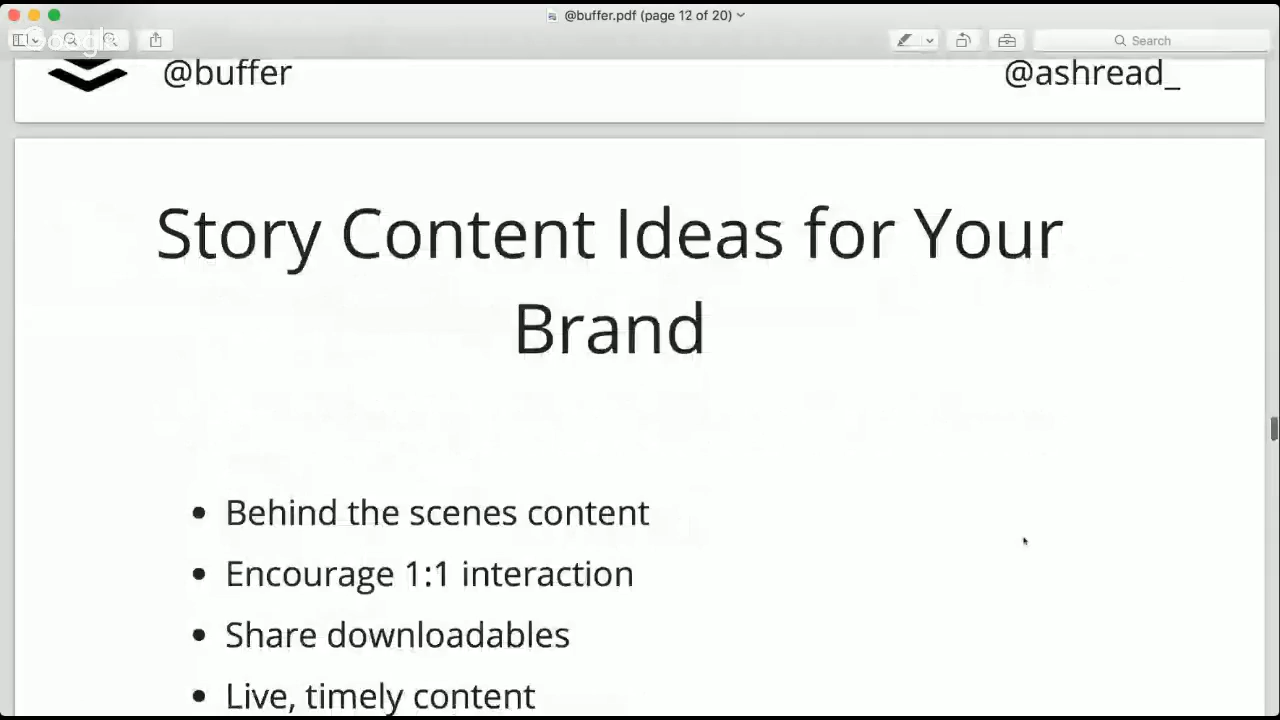 @buffer.pdf (page 12 of 20)
Google
Search
@buffer
@ashread_
Story Content Ideas for Your
Brand
• Behind the scenes content
• Encourage 1:1 interaction
• Share downloadables
• Live, timely content